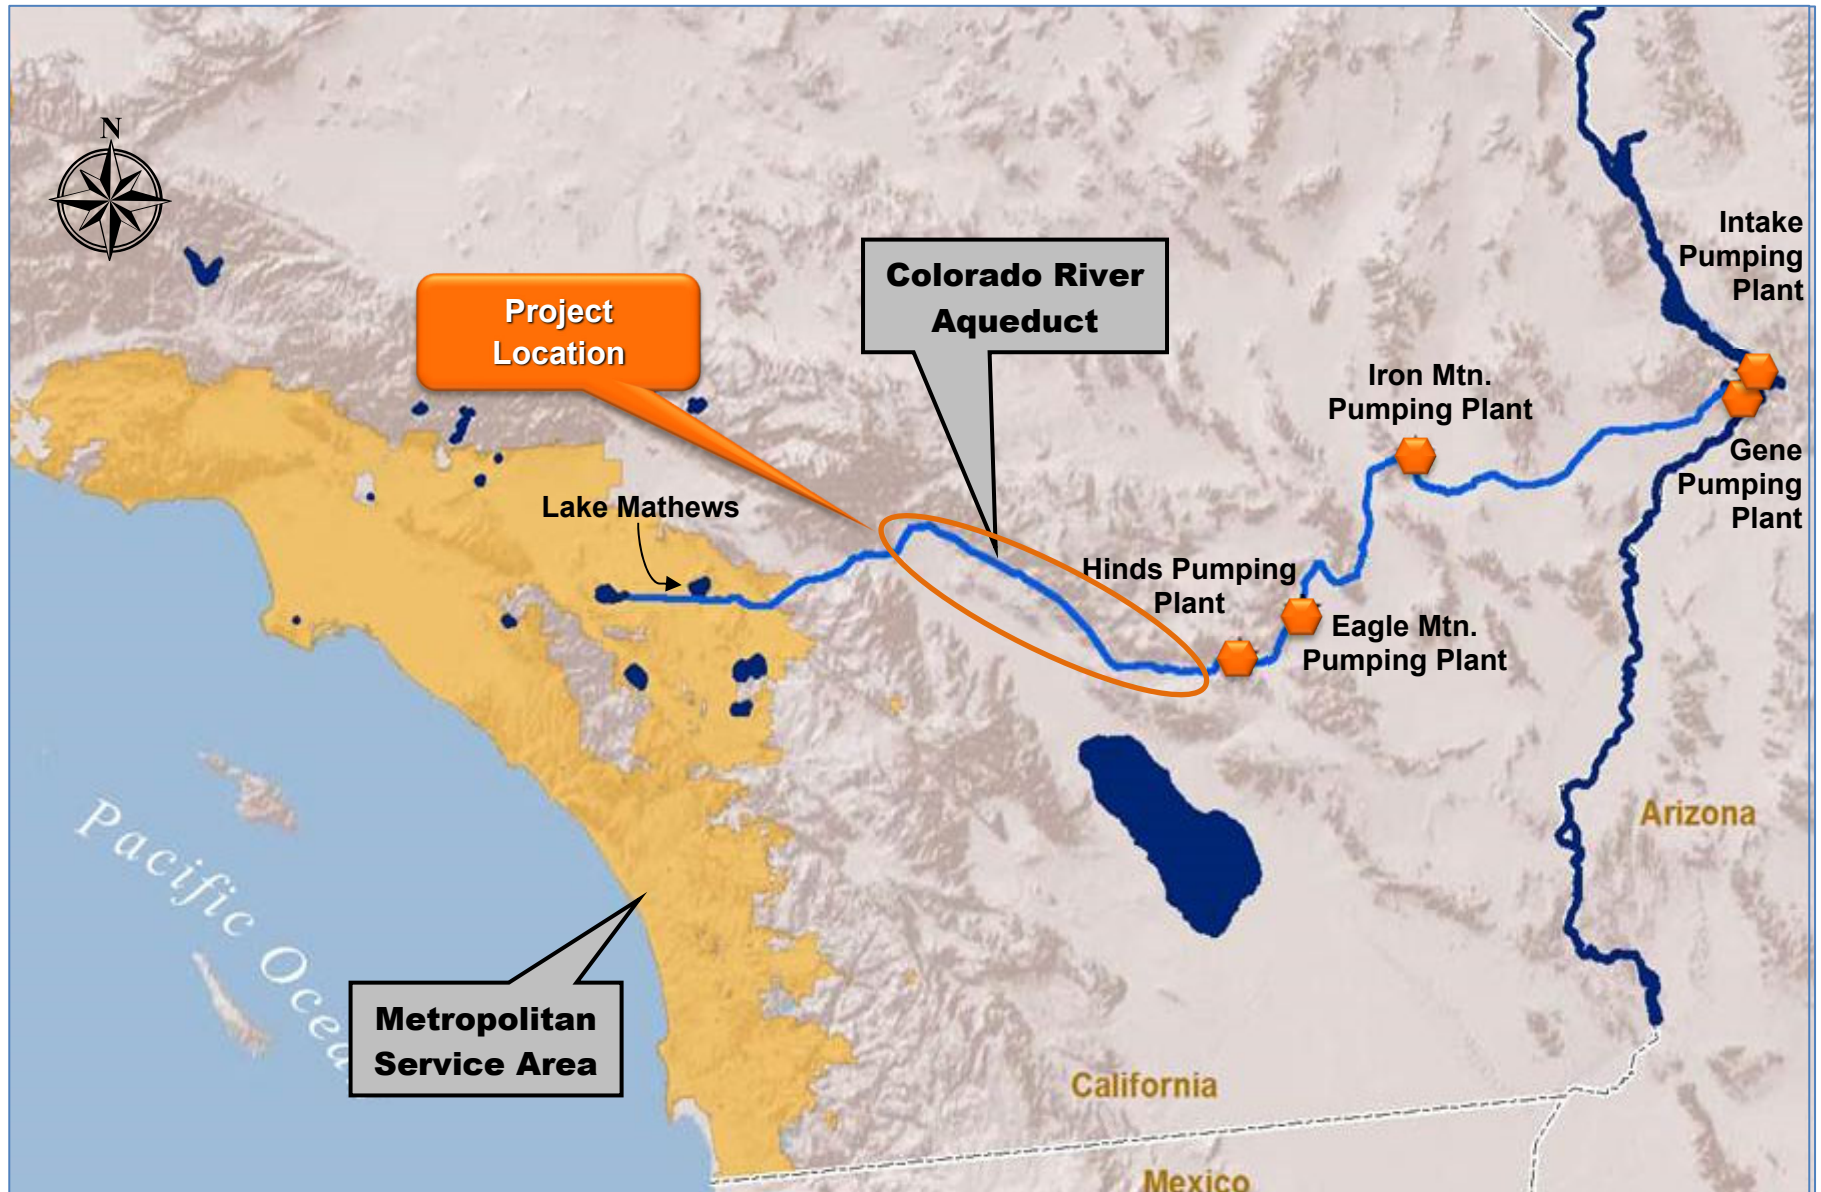 N
Intake
Pumping
Plant
Colorado River
Aqueduct
Project
Location
Iron Mtn.
Pumping Plant
Gene
Pumping
Plant
Lake Mathews
Hinds Pumping
Plant
Eagle Mtn.
Pumping Plant
Arizona
Pacific Ocea
Metropolitan
Service Area
California
Mexico